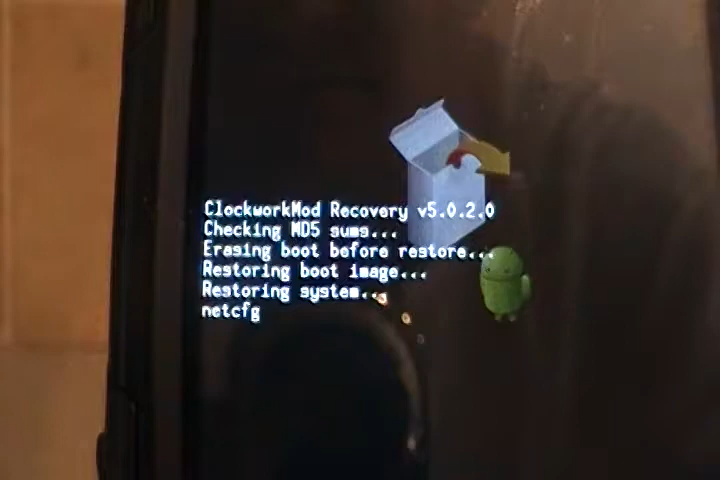 ClockworkMod Recovery v5.0.2.0
Checking MD5 sums...
Erasing boot before restore...
Restoring boot image...
Restoring system...
netcfg